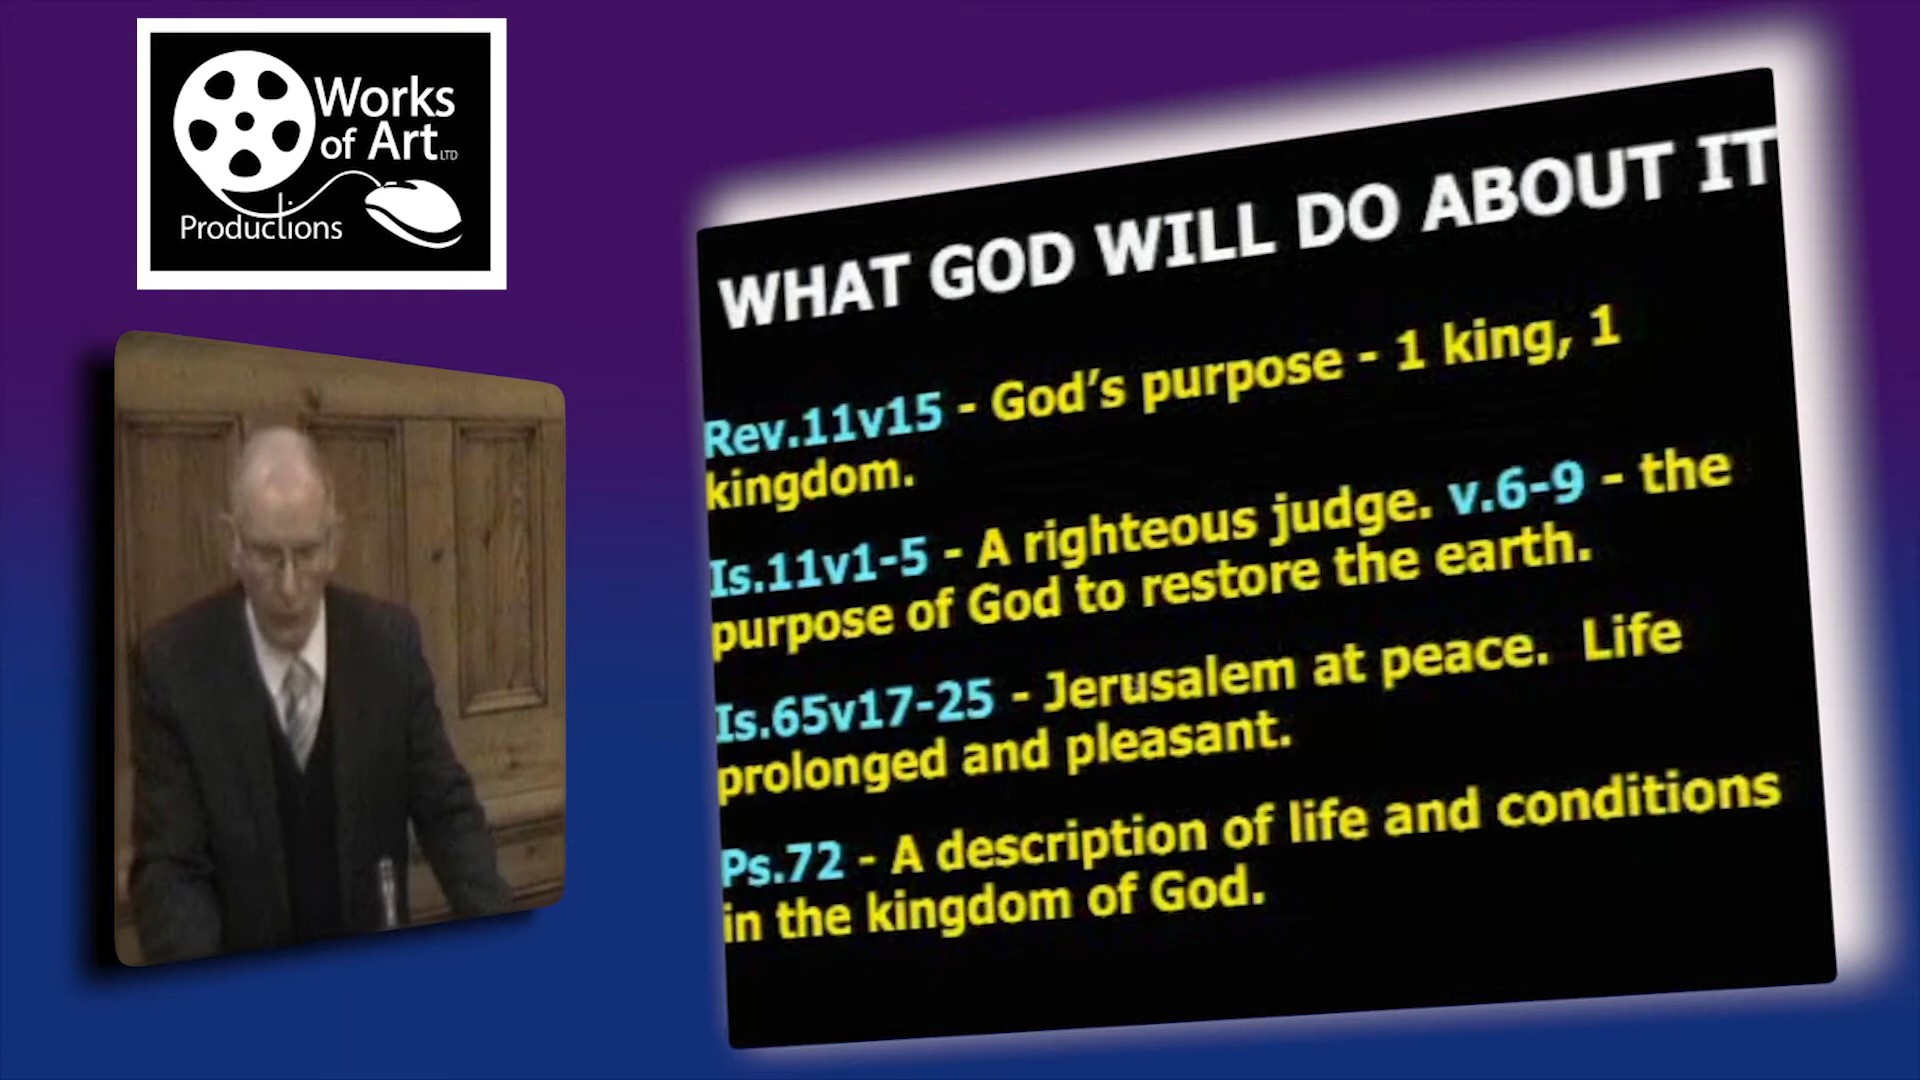 Works
of Art LTD
Productions
WHAT GOD WILL DO ABOUT IT
Rev.11v15 - God's purpose - 1 king, 1
kingdom.
Is.11v1-5 - A righteous judge. v.6-9 - the
purpose of God to restore the earth.
Is.65v17-25 - Jerusalem at peace.  Life
prolonged and pleasant.
Ps.72 - A description of life and conditions
in the kingdom of God.